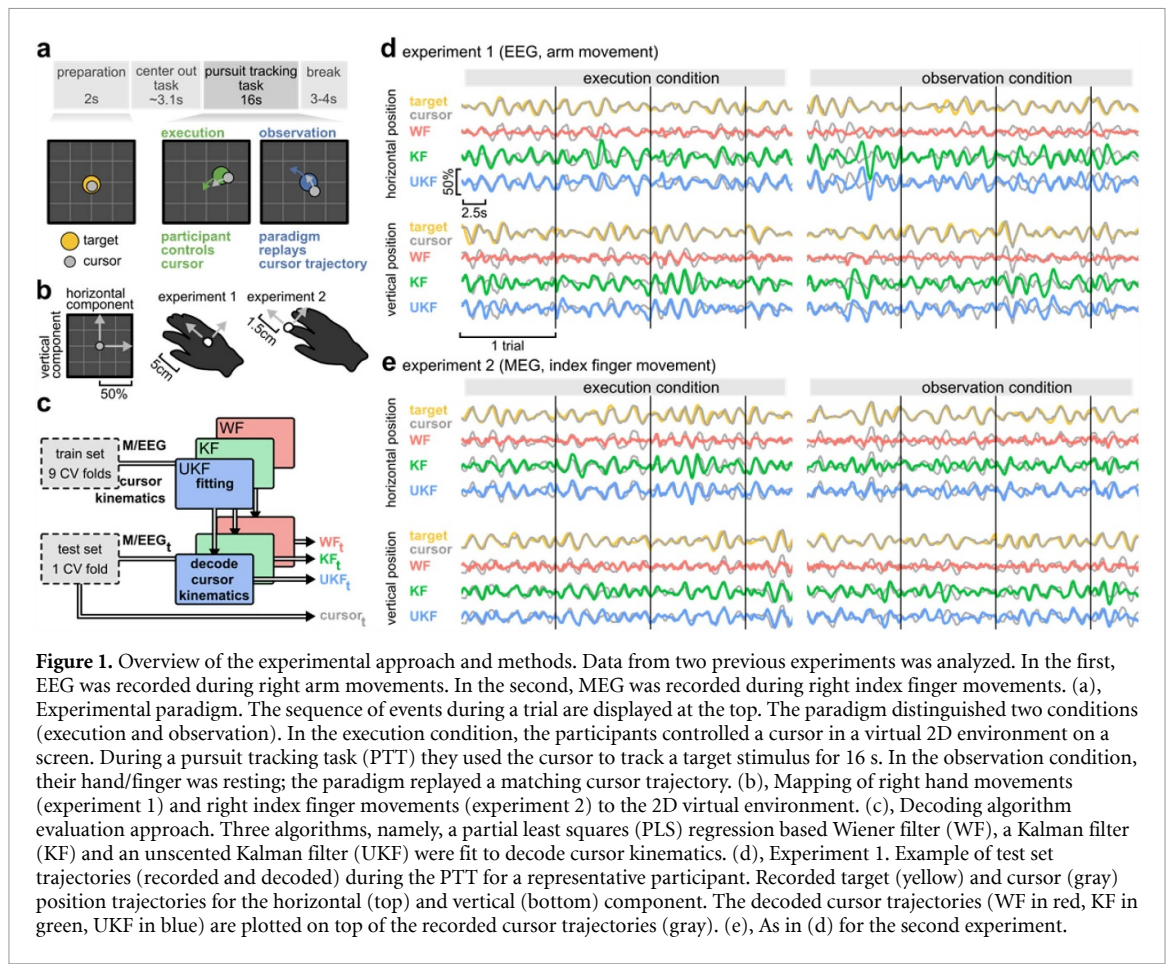 a
preparation
2s
center out
task
~3.1s
pursuit tracking
task
16s
break
3-4s
execution
observation
target
cursor
participant
controls
cursor
paradigm
replays
cursor trajectory
b
horizontal
component
vertical
component
50%
experiment 1
5cm
experiment 2
1.5cm
c
train set
9 CV folds
M/EEG
cursor
kinematics
WF
KF
UKF
fitting
test set
1 CV fold
M/EEGt
decode
cursor
kinematics
WFt
KFt
UKFt
cursort
d experiment 1 (EEG, arm movement)
execution condition
observation condition
horizontal position
target
cursor
WF
KF
UKF
50%
2.5s
vertical position
target
cursor
WF
KF
UKF
1 trial
e experiment 2 (MEG, index finger movement)
execution condition
observation condition
horizontal position
target
cursor
WF
KF
UKF
vertical position
target
cursor
WF
KF
UKF
Figure 1. Overview of the experimental approach and methods. Data from two previous experiments was analyzed. In the first,
EEG was recorded during right arm movements. In the second, MEG was recorded during right index finger movements. (a),
Experimental paradigm. The sequence of events during a trial are displayed at the top. The paradigm distinguished two conditions
(execution and observation). In the execution condition, the participants controlled a cursor in a virtual 2D environment on a
screen. During a pursuit tracking task (PTT) they used the cursor to track a target stimulus for 16 s. In the observation condition,
their hand/finger was resting; the paradigm replayed a matching cursor trajectory. (b), Mapping of right hand movements
(experiment 1) and right index finger movements (experiment 2) to the 2D virtual environment. (c), Decoding algorithm
evaluation approach. Three algorithms, namely, a partial least squares (PLS) regression based Wiener filter (WF), a Kalman filter
(KF) and an unscented Kalman filter (UKF) were fit to decode cursor kinematics. (d), Experiment 1. Example of test set
trajectories (recorded and decoded) during the PTT for a representative participant. Recorded target (yellow) and cursor (gray)
position trajectories for the horizontal (top) and vertical (bottom) component. The decoded cursor trajectories (WF in red, KF in
green, UKF in blue) are plotted on top of the recorded cursor trajectories (gray). (e), As in (d) for the second experiment.